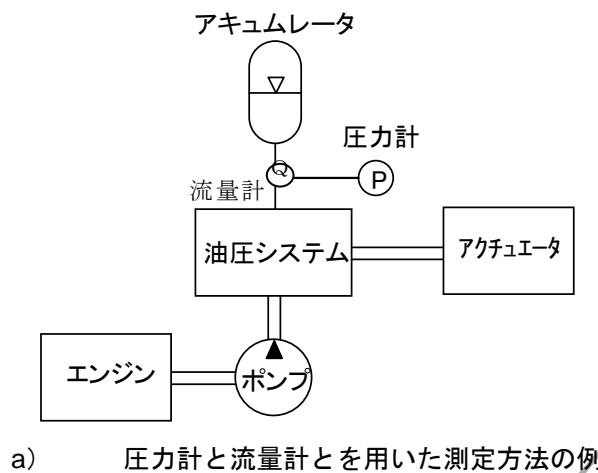 アキュムレータ
圧力計
Q
P
流量計
油圧システム
アクチュエータ
エンジン
ポンプ
a) 圧力計と流量計とを用いた測定方法の例